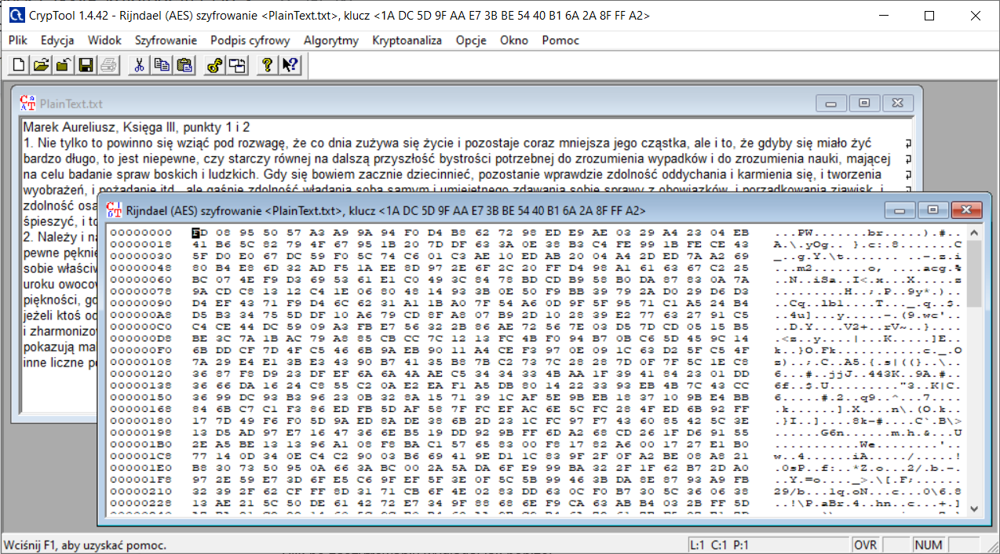 CrypTool 1.4.42 - Rijndael (AES) szyfrowanie <PlainText.txt>, klucz <1A DC 5D 9F AA E7 3B BE 54 40 B1 6A 2A 8F FF A2>
Plik Edycja Widok Szyfrowanie Podpis cyfrowy Algorytmy Kryptoanaliza Opcje Okno Pomoc
PlainText.txt
Marek Aureliusz, Księga III, punkty 1 i 2
1. Nie tylko to powinno się wziąć pod rozwagę, że co dnia zużywa się życie i pozostaje coraz mniejsza jego cząstka, ale i to, że gdyby się miało żyć
bardzo długo, to jest niepewne, czy starczy równej na dalszą przyszłość bystrości potrzebnej do zrozumienia wypadków i do zrozumienia nauki, mającej
na celu badanie spraw boskich i ludzkich. Gdy się bowiem zacznie dziecinnieć, pozostanie wprawdzie zdolność oddychania i karmienia się, i tworzenia
wyobrażeń, i pożądanie itd., ale gaśnie zdolność władania sobą samym i umiejętnego zdawania sobie sprawy z obowiązków, i porządkowania zjawisk, i
zdolność
śpieszyć, i
2. Należy i
pewne
sobie
uroku
piękności,
jeżeli ktoś
i
pokazują
inne liczne
Rijndael (AES) szyfrowanie <PlainText.txt>, klucz <1A DC 5D 9F AA E7 3B BE 54 40 B1 6A 2A 8F FF A2>
00000000 ED 08 95 50 57 A3 A9 9A 94 F0 D4 B8 62 72 98 ED E9 AE 03 29 A4 23 04 EB ...PW.......br.....).#..
00000018 41 B6 5C 82 79 4F 67 95 1B 20 7D DF 63 3A 0E 38 B3 C4 FE 99 1B FE CE 43 A.\.yOg.. }.c:.8.......C
00000030 5F D0 E0 67 DC 59 F0 5C 74 C6 01 C3 AE 10 ED AB 20 04 A4 2D ED 7A A2 69 _..g.Y.\t....... ..-.z.i
00000048 80 B4 E8 6D 32 AD F5 1A EE 8D 97 2E 6F 2C 20 FF D4 98 A1 61 63 67 C2 25 ...m2.......o, ....acg.%
00000060 BC 07 4E F9 D3 69 53 61 E1 C0 49 3C 84 78 BD CD B9 58 B0 DA 87 83 0A 7A ..N..iSa..I<.x...X.....z
00000078 9A CD C8 13 12 C4 1E 06 80 48 14 93 3B 0E 50 F9 BB 39 79 2A D0 29 D6 D3 .........H..;.P..9y*.)..
00000090 D4 EF 43 71 F9 D4 6C 62 31 A1 1B A0 7F 54 A6 0D 9F 5F 95 71 C1 A5 24 B4 ..Cq..lb1....T..._.q..$.
000000A8 D5 B3 34 75 5D DF 10 A6 79 CD 8F A8 07 B9 2D 10 28 39 E2 77 63 27 91 C5 ..4u]...y.....-.(9.wc'..
000000C0 C4 CE 44 DC 59 09 A3 FB E7 56 32 2B 86 AE 72 56 7E 03 D5 7D CD 05 15 B5 ..D.Y....V2+..rV~..}....
000000D8 BE 3C 7A 1B AC 79 A8 85 CB CC 7C 12 13 FC 4B F0 94 B7 0B C6 5D 45 9C 14 .<z..y....|...K.....]E..
000000F0 6B DD CF 7D 4F C5 46 6B 9A EB 90 11 A4 CE F3 97 0E 09 1C 63 D2 5F C5 4F k..}O.Fk...........c._.O
00000108 7A 29 E4 E1 3B E3 43 90 B7 41 35 B8 7B C2 73 7C 28 28 7D 0F 7F 5C 1E C8 z)..;.C..A5.{.s|((}..\..
00000120 36 87 F8 D9 23 DF EF 6A 6A 4A AE C5 34 34 33 4B AA 1F 39 41 84 23 01 DD 6...#..jjJ..443K..9A.#..
00000138 36 66 DA 16 24 C8 55 C2 0A E2 EA F1 A5 DB 80 14 22 33 93 EB 4B 7C 43 CC 6f..$.U........."3..K|C.
00000150 36 99 DC 93 B3 96 23 0B 32 8A 15 71 39 1C AF 5E 9B EB 18 37 10 9B E4 BB 6.....#.2..q9..^...7....
00000168 84 6B C7 C1 F3 86 ED FB 5D AF 58 7F FC EF AC 6E 5C FC 28 4F ED 6B 92 FF .k......].X....n\.(O.k..
00000180 17 7D 49 F6 F0 5D 9A ED 8A DE 38 6B 2D 23 1C FC 97 F7 43 60 85 42 5C 3E .}I..]....8k-#....C`.B\>
00000198 13 D5 AD 97 E7 16 47 36 6E B5 19 DD 92 9B FF 6D A2 68 CD 26 1F D6 91 55 ......G6n......m.h.&...U
000001B0 2E A5 BE 13 13 96 A1 08 F8 BA C1 57 65 83 00 F8 17 82 A6 00 17 27 E1 B0 ...........We........'..
000001C8 77 14 0D 34 0E C4 C2 90 03 B6 69 41 9E D1 1C 83 9F 2F 0F A2 BE 08 A8 21 w..4......iA...../.....!
000001E0 B8 30 73 50 95 0A 66 3A BC 00 2A 5A DA 6F E9 99 BA 32 2F 1F 62 B7 2D A0 .0sP..f:..*Z.o...2/.b.-.
000001F8 97 2E 59 E7 3D 6F E5 C6 9F EF 5F 3E 0F 5C 5B 99 46 3B DA 8E 87 93 A9 FB ..Y.=o...._>.\[.F;......
00000210 32 39 2F 62 CF FF 8D 31 71 CB 6F 4E 02 83 DD 63 0C F0 B7 30 5C 36 06 38 29/b...1q.oN...c...0\6.8
00000228 13 AE 21 5C 50 DE 61 42 72 E7 34 9F 88 68 6E F9 CA 63 AB B4 03 2B FF 5D ..!\P.aBr.4..hn..c...+.]
Wciśnij F1, aby uzyskać pomoc.
L:1 C:1 P:1
OVR
NUM